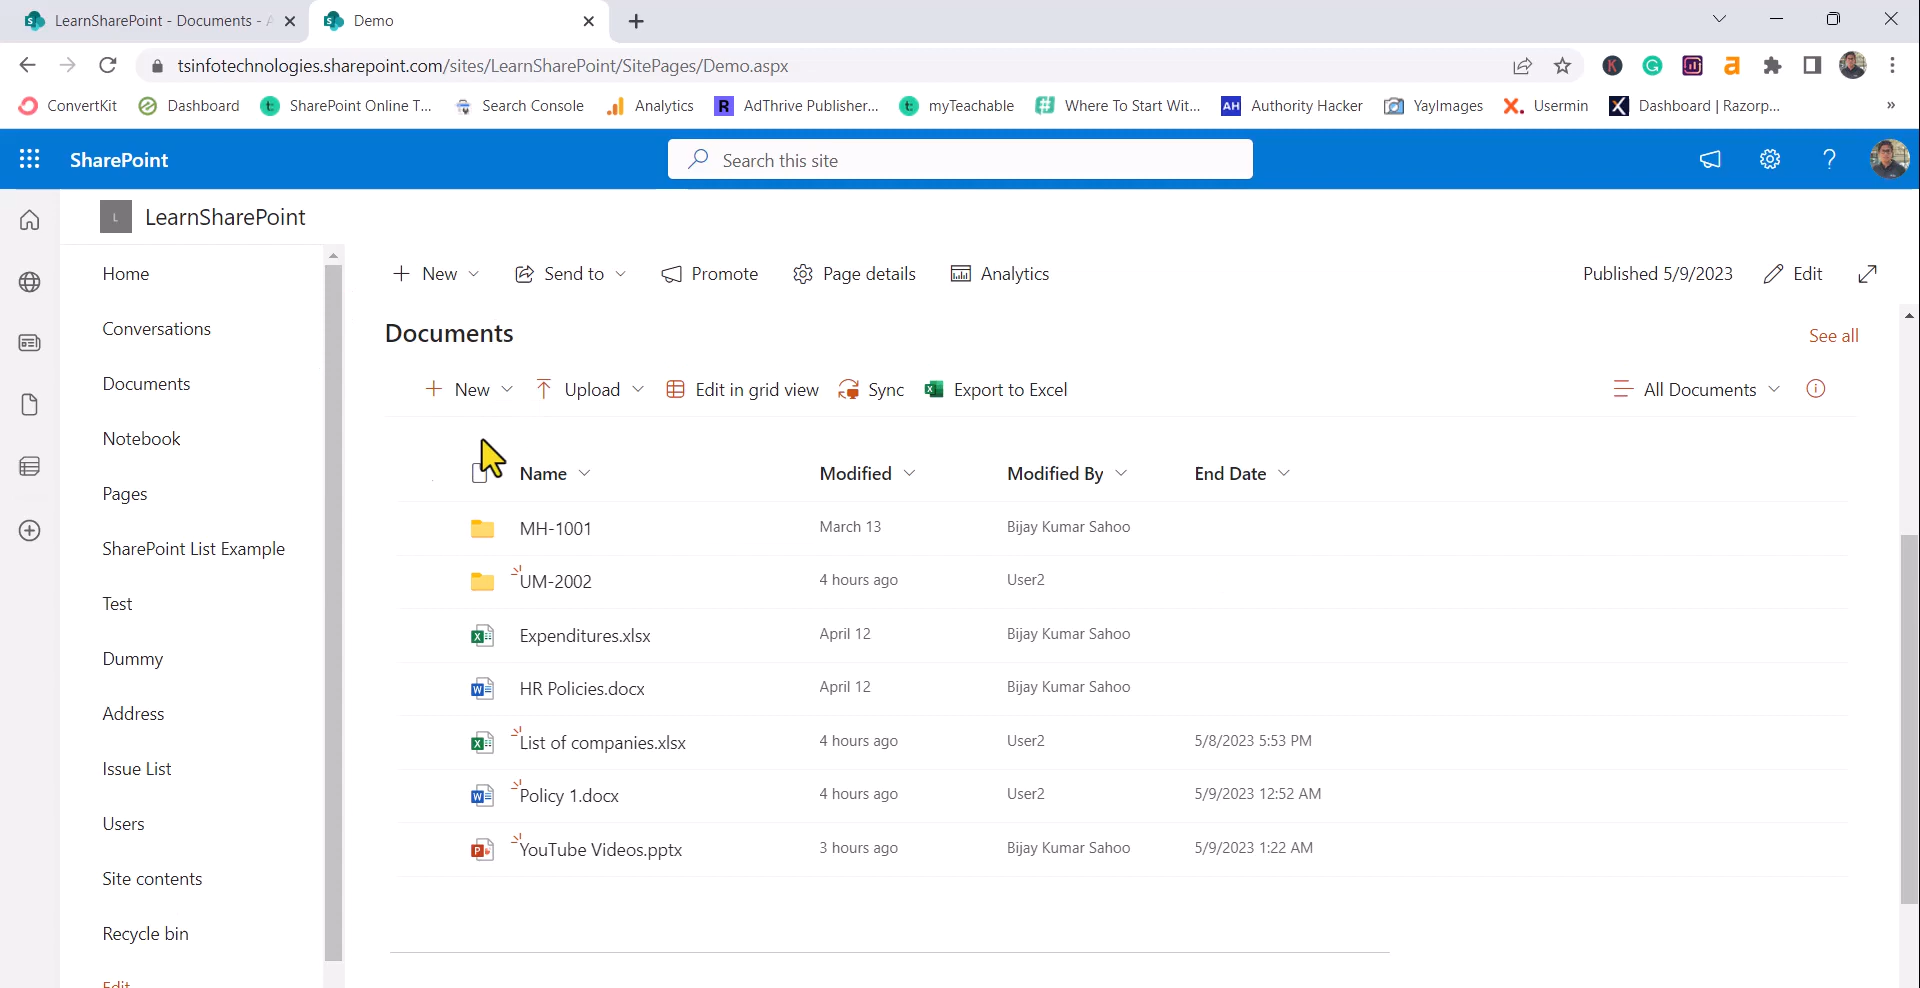 LearnSharePoint - Documents - A
Demo
tsinfotechnologies.sharepoint.com/sites/LearnSharePoint/SitePages/Demo.aspx
ConvertKit Dashboard SharePoint Online T... Search Console Analytics AdThrive Publisher... myTeachable Where To Start Wit... Authority Hacker YayImages Usermin Dashboard | Razorp... »
SharePoint
Search this site
L LearnSharePoint
Home
Conversations
Documents
Notebook
Pages
SharePoint List Example
Test
Dummy
Address
Issue List
Users
Site contents
Recycle bin
Edit
New Send to Promote Page details Analytics Published 5/9/2023 Edit
Documents See all
New Upload Edit in grid view Sync Export to Excel All Documents
Name Modified Modified By End Date
MH-1001 March 13 Bijay Kumar Sahoo
UM-2002 4 hours ago User2
Expenditures.xlsx April 12 Bijay Kumar Sahoo
HR Policies.docx April 12 Bijay Kumar Sahoo
List of companies.xlsx 4 hours ago User2 5/8/2023 5:53 PM
Policy 1.docx 4 hours ago User2 5/9/2023 12:52 AM
YouTube Videos.pptx 3 hours ago Bijay Kumar Sahoo 5/9/2023 1:22 AM